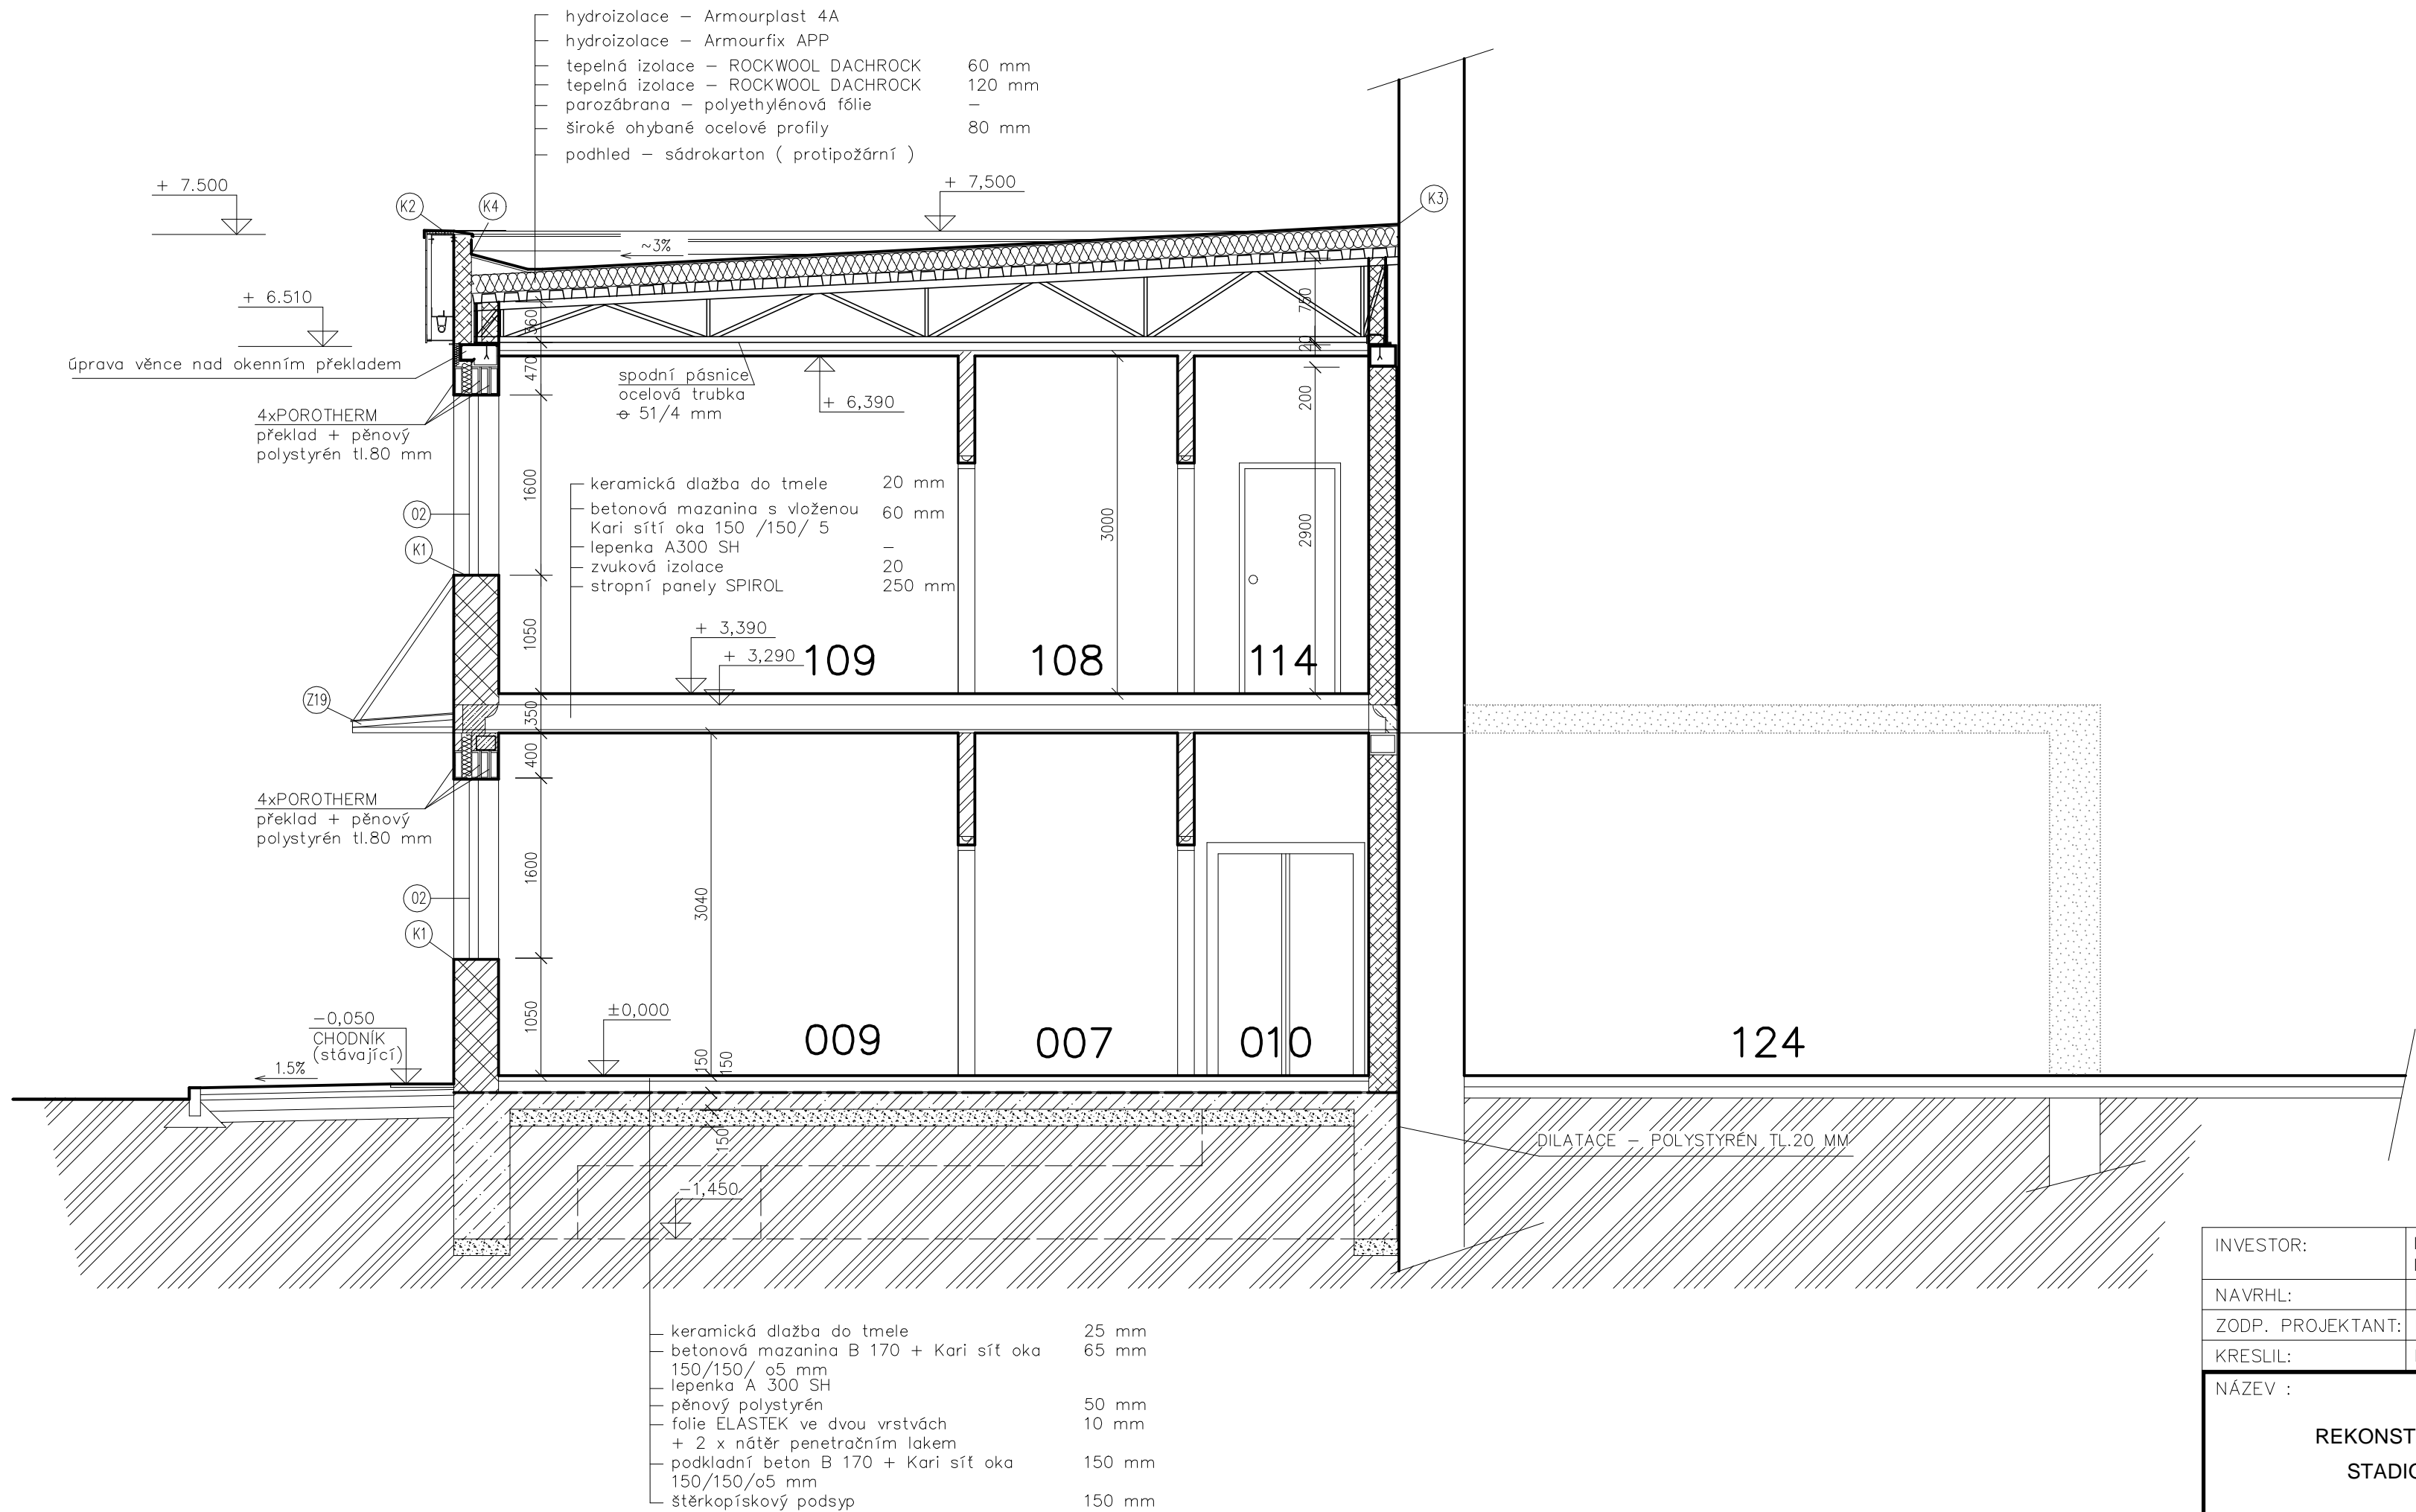 hydroizolace – Armourplast 4A
hydroizolace – Armourfix APP
tepelná izolace – ROCKWOOL DACHROCK 60 mm
tepelná izolace – ROCKWOOL DACHROCK 120 mm
parozábrana – polyethylénová fólie –
široké ohybané ocelové profily 80 mm
podhled – sádrokarton ( protipožární )
+ 7.500
+ 7,500
K2
K4
K3
~3%
+ 6.510
360
750
úprava věnce nad okenním překladem
470
spodní pásnice
ocelová trubka
⌀ 51/4 mm
+ 6,390
200
4xPOROTHERM
překlad + pěnový
polystyrén tl.80 mm
1600
keramická dlažba do tmele 20 mm
betonová mazanina s vloženou 60 mm
Kari sítí oka 150 /150/ 5
lepenka A300 SH –
zvuková izolace 20
stropní panely SPIROL 250 mm
02
K1
3000
2900
1050
+ 3,390
+ 3,290
109
108
114
Z19
350
400
4xPOROTHERM
překlad + pěnový
polystyrén tl.80 mm
1600
3040
02
K1
1050
±0,000
009
007
010
124
–0,050
CHODNÍK
(stávající)
1.5%
150
150
150
DILATACE – POLYSTYRÉN TL.20 MM
–1,450
keramická dlažba do tmele 25 mm
betonová mazanina B 170 + Kari síť oka 65 mm
150/150/ o5 mm
lepenka A 300 SH
pěnový polystyrén 50 mm
folie ELASTEK ve dvou vrstvách 10 mm
+ 2 x nátěr penetračním lakem
podkladní beton B 170 + Kari síť oka 150 mm
150/150/o5 mm
štěrkopískový podsyp 150 mm
INVESTOR:
NAVRHL:
ZODP. PROJEKTANT:
KRESLIL:
NÁZEV :
REKONST
STADIO